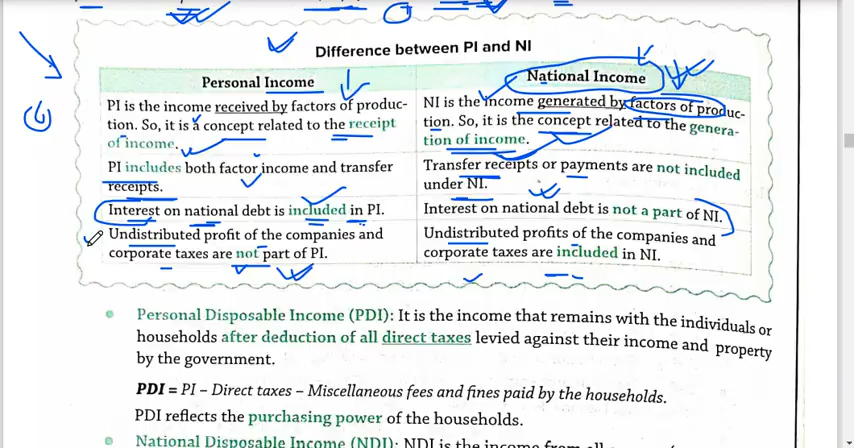 Difference between PI and NI
Personal Income
National Income
PI is the income received by factors of produc-
tion. So, it is a concept related to the receipt
of income.
NI is the income generated by factors of produc-
tion. So, it is the concept related to the genera-
tion of income.
PI includes both factor income and transfer
receipts.
Transfer receipts or payments are not included
under NI.
Interest on national debt is included in PI.
Interest on national debt is not a part of NI.
Undistributed profit of the companies and
corporate taxes are not part of PI.
Undistributed profits of the companies and
corporate taxes are included in NI.
Personal Disposable Income (PDI): It is the income that remains with the individuals or
households after deduction of all direct taxes levied against their income and property
by the government.
PDI = PI – Direct taxes – Miscellaneous fees and fines paid by the households.
PDI reflects the purchasing power of the households.
National Disposable Income (NDI): NDI is the income from all